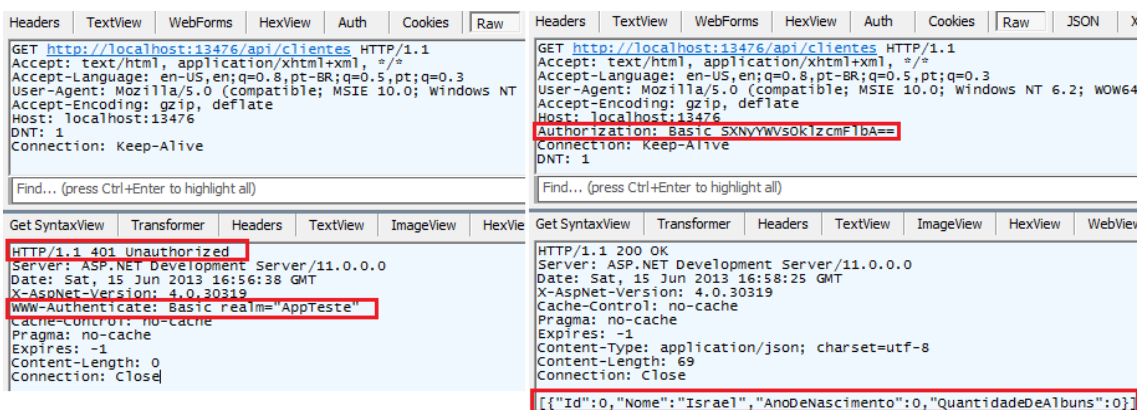 Headers TextView WebForms HexView Auth Cookies Raw
GET http://localhost:13476/api/clientes HTTP/1.1
Accept: text/html, application/xhtml+xml, */*
Accept-Language: en-US,en;q=0.8,pt-BR;q=0.5,pt;q=0.3
User-Agent: Mozilla/5.0 (compatible; MSIE 10.0; Windows NT
Accept-Encoding: gzip, deflate
Host: localhost:13476
DNT: 1
Connection: Keep-Alive
Find... (press Ctrl+Enter to highlight all)
Get SyntaxView Transformer Headers TextView ImageView HexVie
HTTP/1.1 401 Unauthorized
Server: ASP.NET Development Server/11.0.0.0
Date: Sat, 15 Jun 2013 16:56:38 GMT
X-AspNet-Version: 4.0.30319
WWW-Authenticate: Basic realm="AppTeste"
Cache-Control: no-cache
Pragma: no-cache
Expires: -1
Content-Length: 0
Connection: Close
Headers TextView WebForms HexView Auth Cookies Raw JSON X
GET http://localhost:13476/api/clientes HTTP/1.1
Accept: text/html, application/xhtml+xml, */*
Accept-Language: en-US,en;q=0.8,pt-BR;q=0.5,pt;q=0.3
User-Agent: Mozilla/5.0 (compatible; MSIE 10.0; Windows NT 6.2; WOW64
Accept-Encoding: gzip, deflate
Host: localhost:13476
Authorization: Basic SXNyYWVsOklzcmFlbA==
Connection: Keep-Alive
DNT: 1
Find... (press Ctrl+Enter to highlight all)
Get SyntaxView Transformer Headers TextView ImageView HexView WebView
HTTP/1.1 200 OK
Server: ASP.NET Development Server/11.0.0.0
Date: Sat, 15 Jun 2013 16:58:25 GMT
X-AspNet-Version: 4.0.30319
Cache-Control: no-cache
Pragma: no-cache
Expires: -1
Content-Type: application/json; charset=utf-8
Content-Length: 69
Connection: Close
[{"Id":0,"Nome":"Israel","AnoDeNascimento":0,"QuantidadeDeAlbuns":0}]